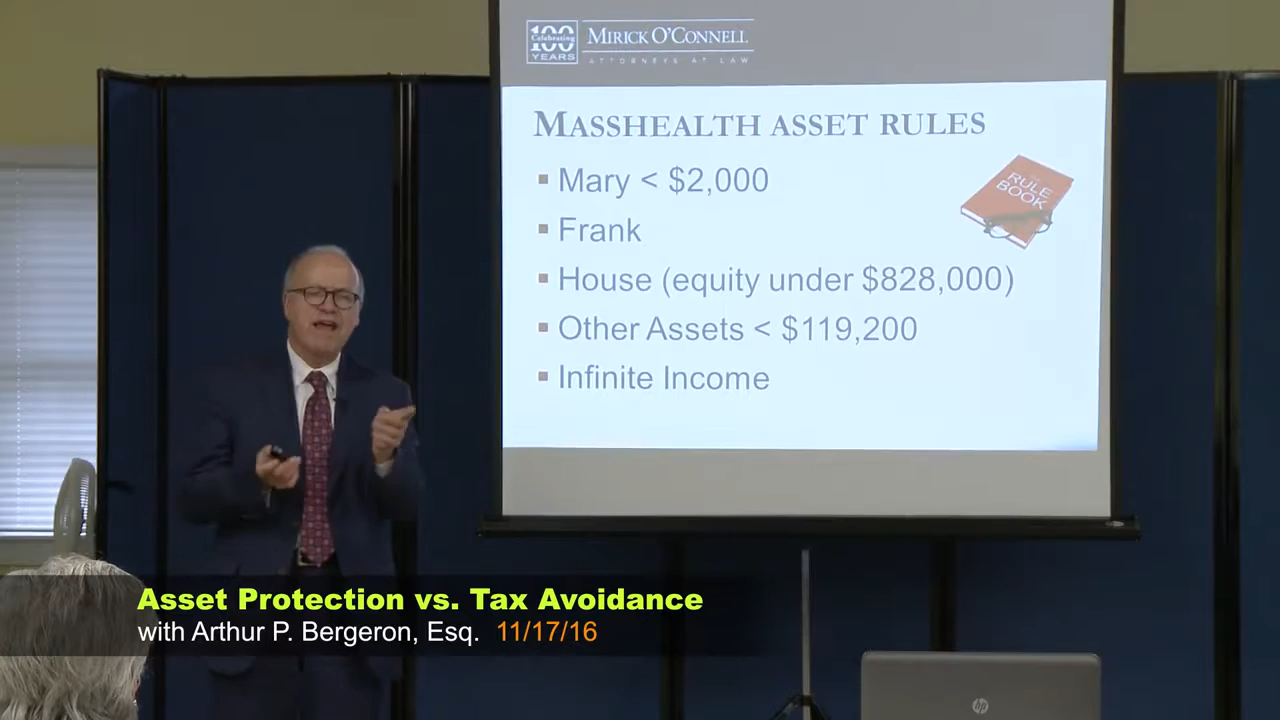 Celebrating
100
YEARS
MIRICK O'CONNELL
ATTORNEYS AT LAW
MASSHEALTH ASSET RULES
▪ Mary < $2,000
▪ Frank
▪ House (equity under $828,000)
▪ Other Assets < $119,200
▪ Infinite Income
RULE
BOOK
Asset Protection vs. Tax Avoidance
with Arthur P. Bergeron, Esq. 11/17/16
hp